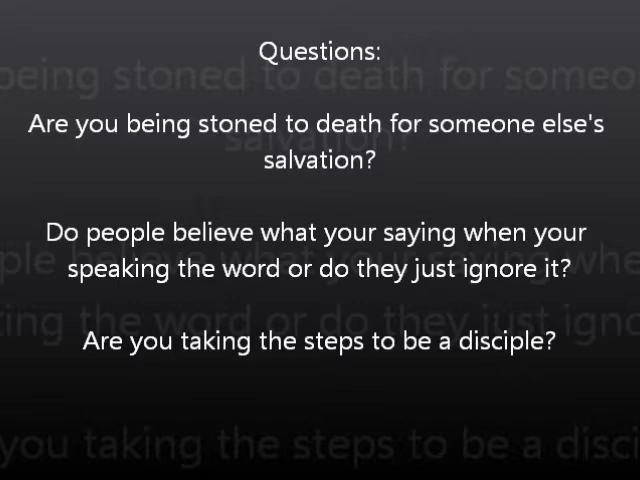 Questions:
Are you being stoned to death for someone else's
salvation?
Do people believe what your saying when your
speaking the word or do they just ignore it?
Are you taking the steps to be a disciple?